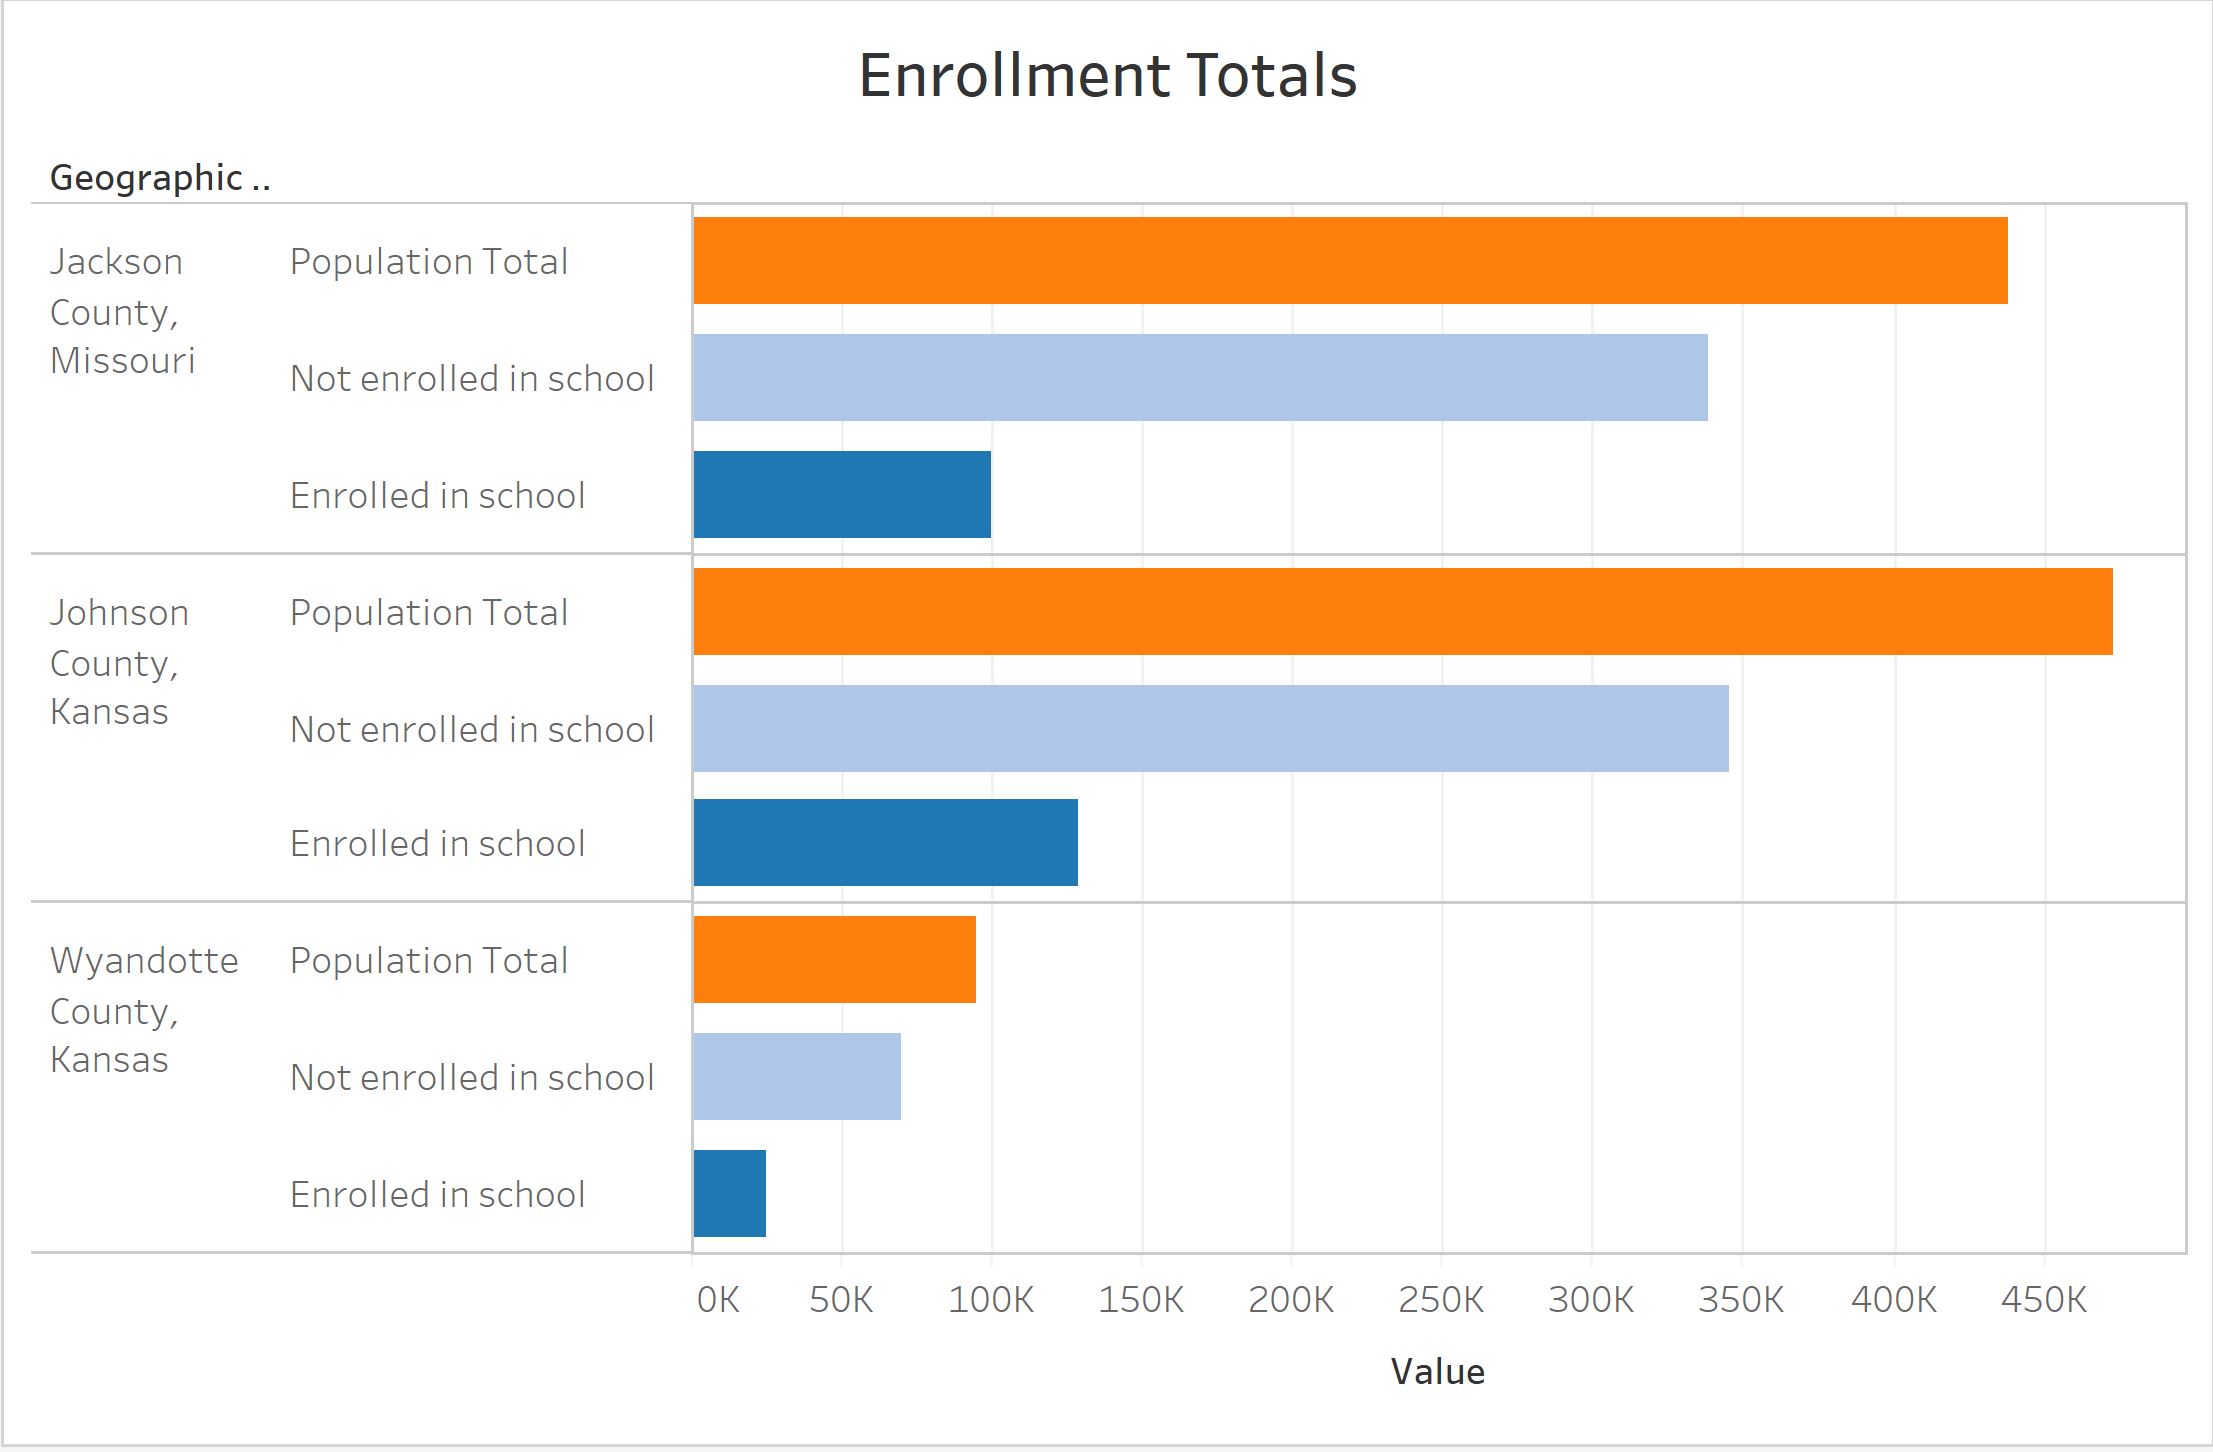 Enrollment Totals
Geographic ..
Jackson
County,
Missouri
Population Total
Not enrolled in school
Enrolled in school
Johnson
County,
Kansas
Population Total
Not enrolled in school
Enrolled in school
Wyandotte
County,
Kansas
Population Total
Not enrolled in school
Enrolled in school
0K 50K 100K 150K 200K 250K 300K 350K 400K 450K
Value